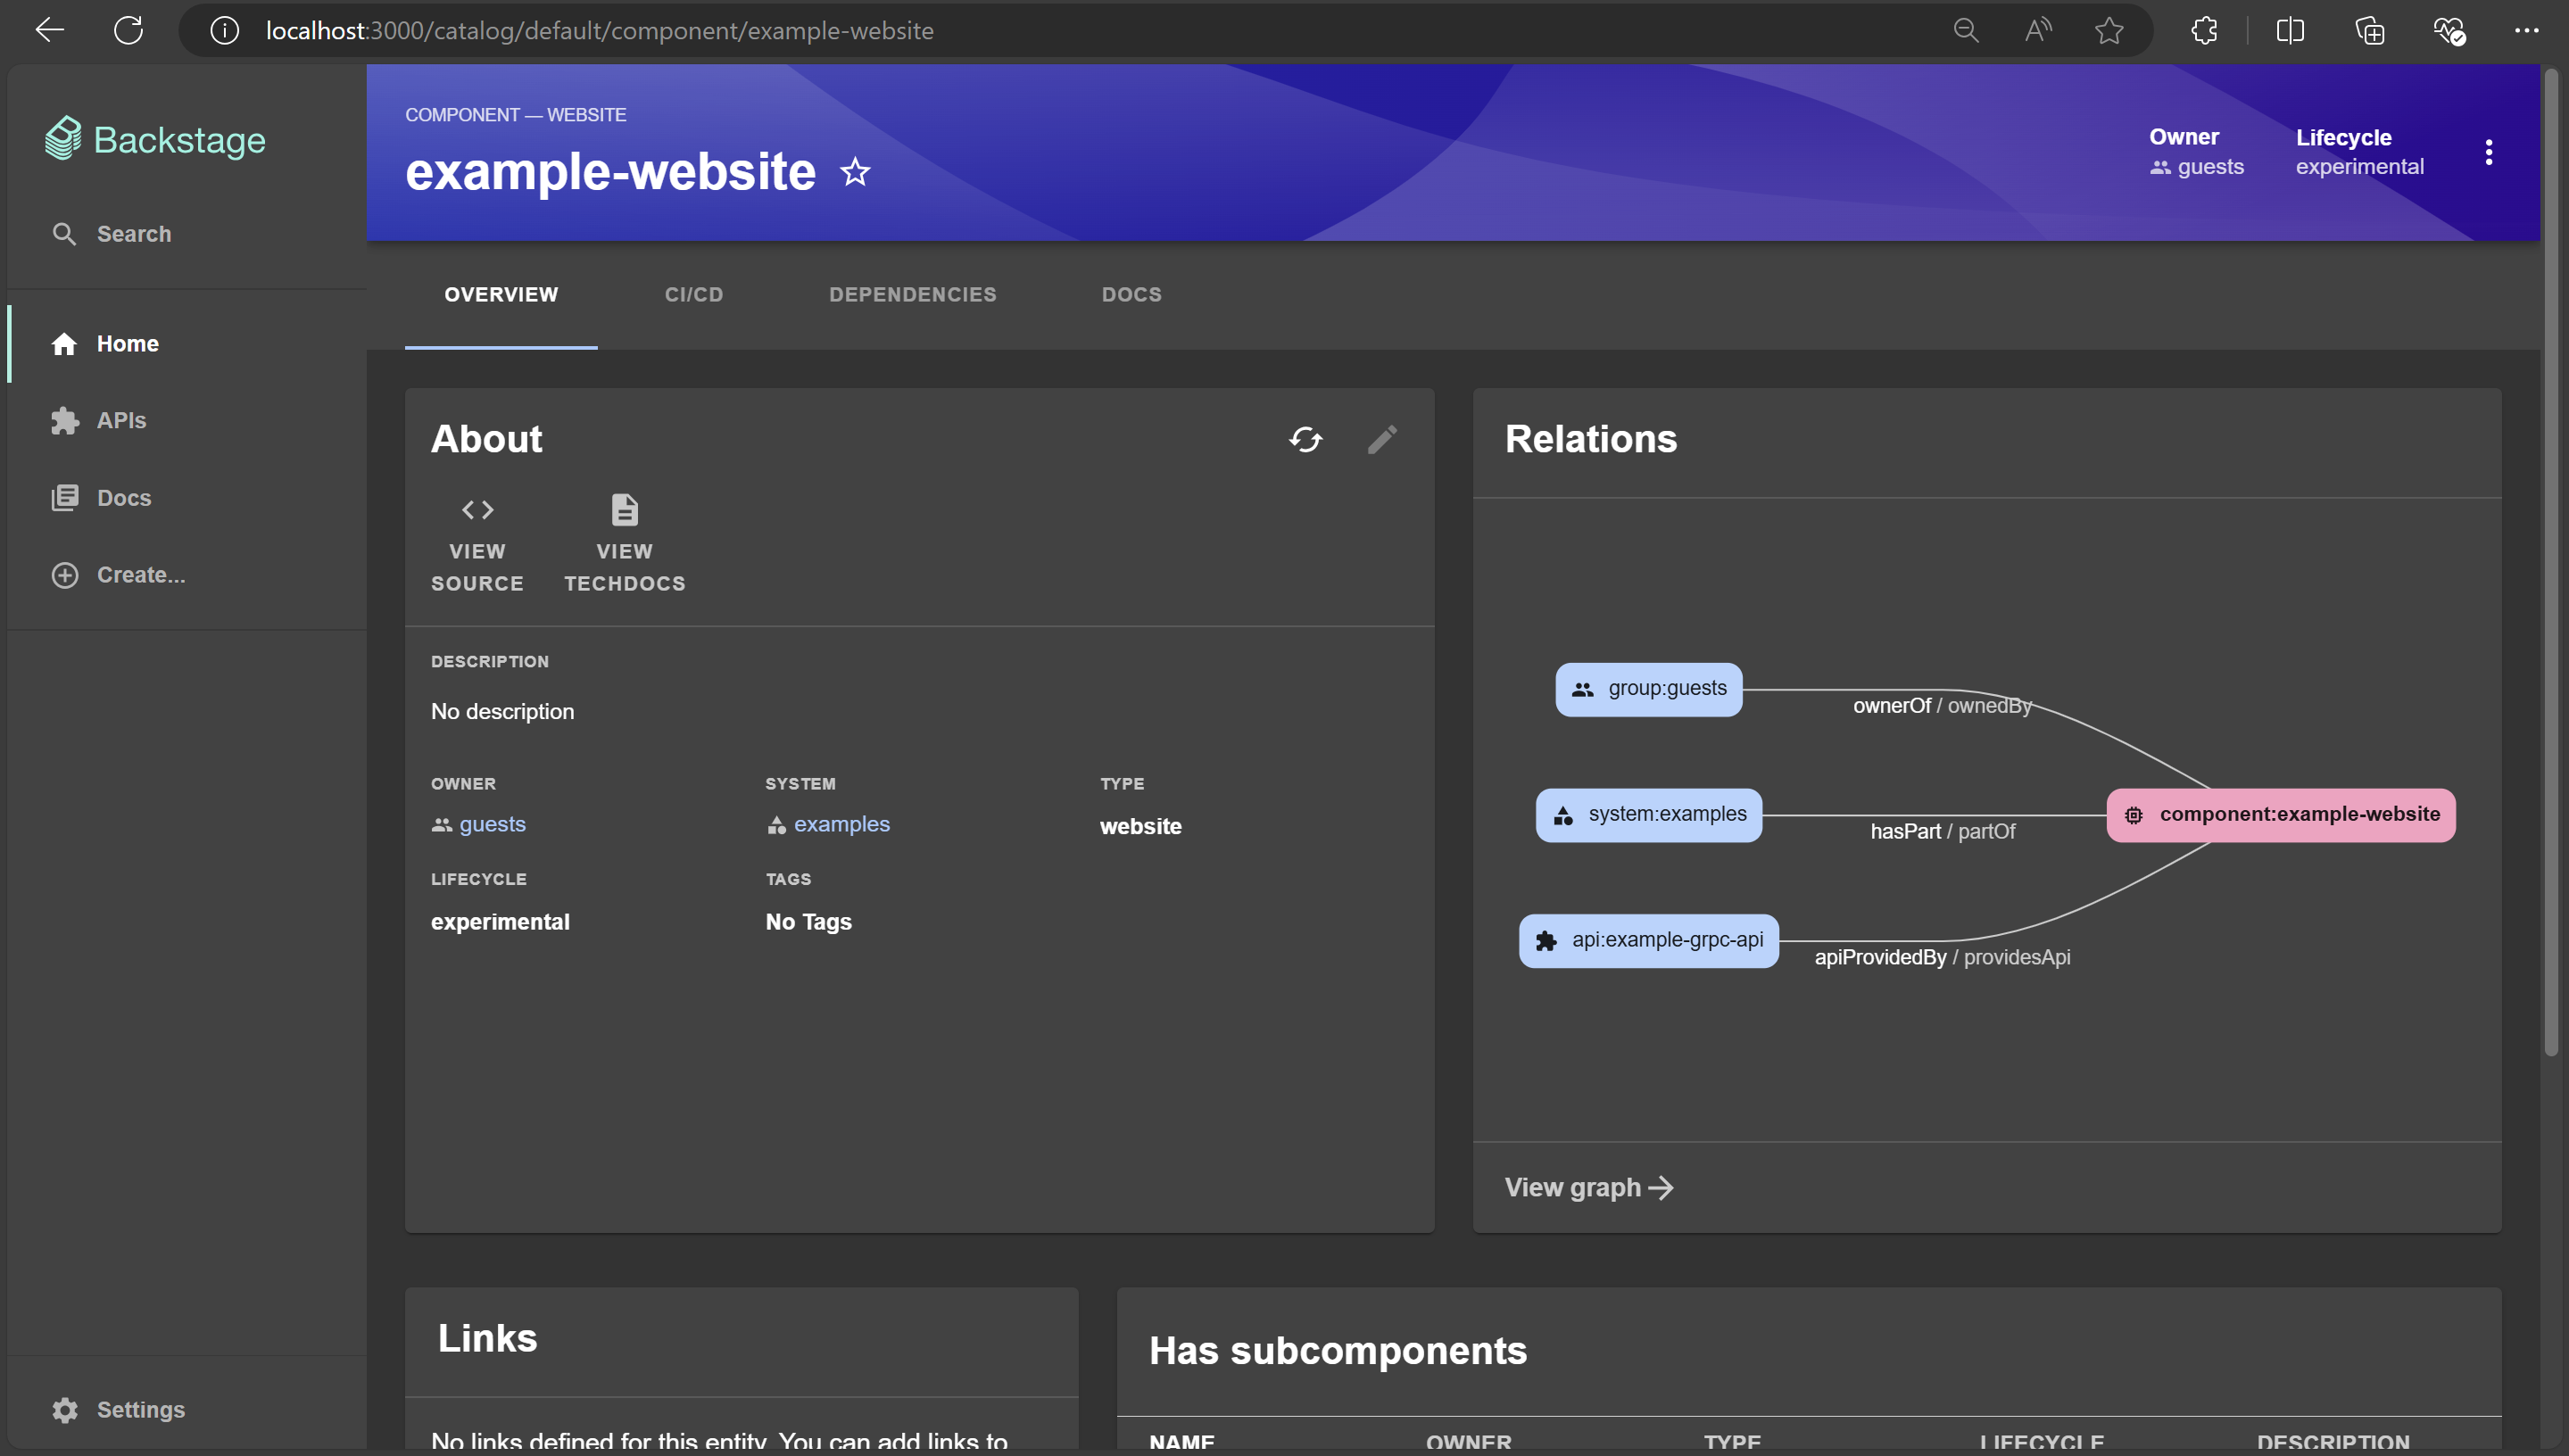 localhost:3000/catalog/default/component/example-website
Backstage
Search
Home
APIs
Docs
Create...
Settings
COMPONENT — WEBSITE
example-website
Owner
guests
Lifecycle
experimental
OVERVIEW
CI/CD
DEPENDENCIES
DOCS
About
VIEW
SOURCE
VIEW
TECHDOCS
DESCRIPTION
No description
OWNER
guests
SYSTEM
examples
TYPE
website
LIFECYCLE
experimental
TAGS
No Tags
Relations
group:guests
ownerOf / ownedBy
system:examples
hasPart / partOf
component:example-website
api:example-grpc-api
apiProvidedBy / providesApi
View graph
Links
No links defined for this entity. You can add links to
Has subcomponents
NAME
OWNER
TYPE
LIFECYCLE
DESCRIPTION